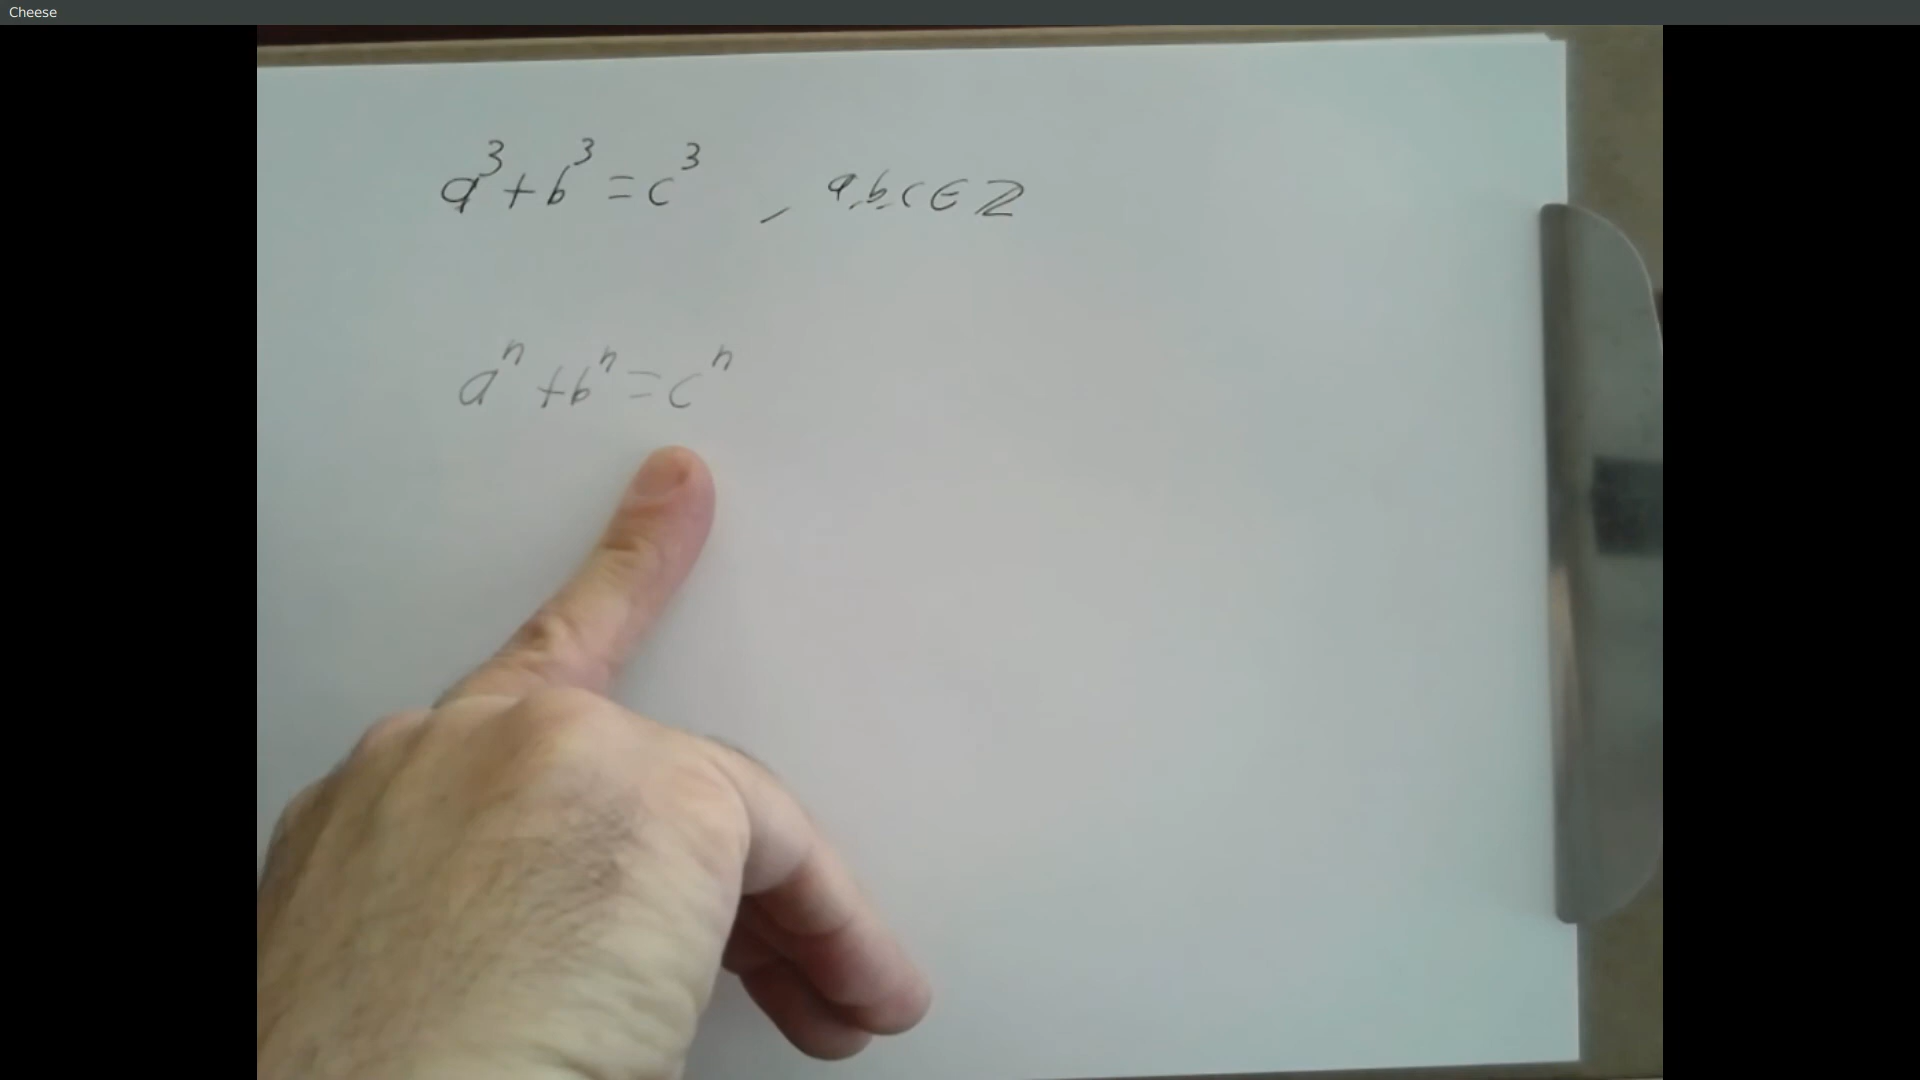 Cheese
a³+b³=c³, a,b,c∈ℤ
aⁿ+bⁿ=cⁿ